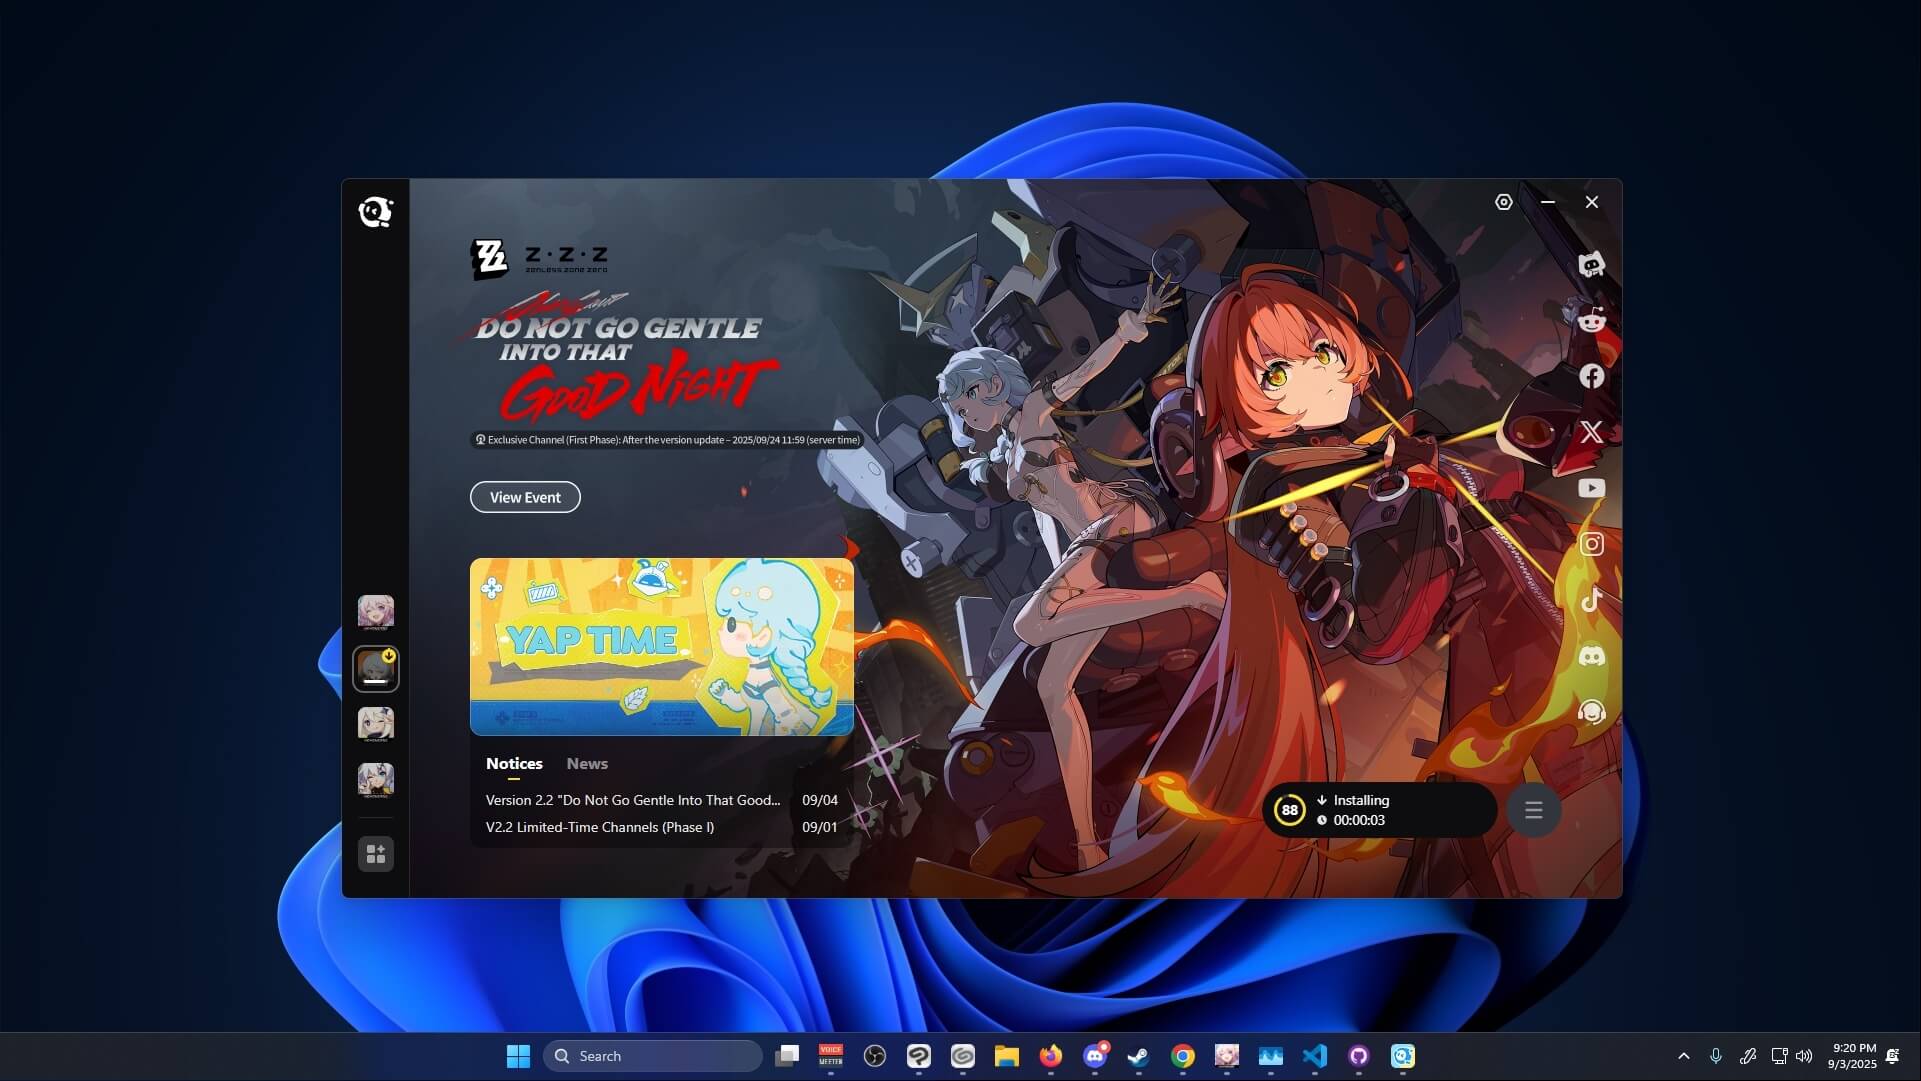 Z·Z·Z
ZENLESS ZONE ZERO
DO NOT GO GENTLE
INTO THAT
GOOD NIGHT
Exclusive Channel (First Phase): After the version update – 2025/09/24 11:59 (server time)
View Event
YAP TIME
Notices News
Version 2.2 "Do Not Go Gentle Into That Good... 09/04
V2.2 Limited-Time Channels (Phase I) 09/01
88
Installing
00:00:03
Search
VOICE
MEETER
9:20 PM
9/3/2025